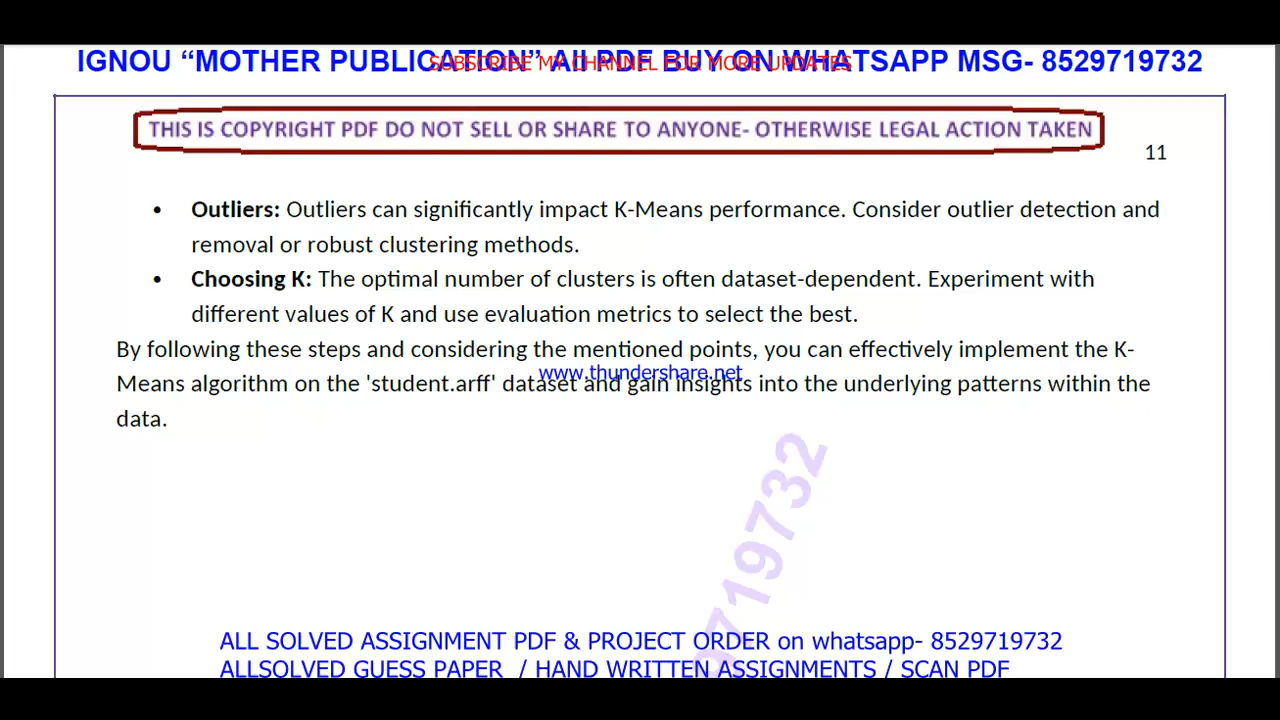 IGNOU “MOTHER PUBLICATION” All PDF BUY ON WHATSAPP MSG- 8529719732
SUBSCRIBE MY CHANNEL FOR MORE UPDATES
THIS IS COPYRIGHT PDF DO NOT SELL OR SHARE TO ANYONE- OTHERWISE LEGAL ACTION TAKEN
11
• Outliers: Outliers can significantly impact K-Means performance. Consider outlier detection and
removal or robust clustering methods.
• Choosing K: The optimal number of clusters is often dataset-dependent. Experiment with
different values of K and use evaluation metrics to select the best.
By following these steps and considering the mentioned points, you can effectively implement the K-
www.thundershare.net
Means algorithm on the 'student.arff' dataset and gain insights into the underlying patterns within the
data.
9719732
ALL SOLVED ASSIGNMENT PDF & PROJECT ORDER on whatsapp- 8529719732
ALLSOLVED GUESS PAPER / HAND WRITTEN ASSIGNMENTS / SCAN PDF